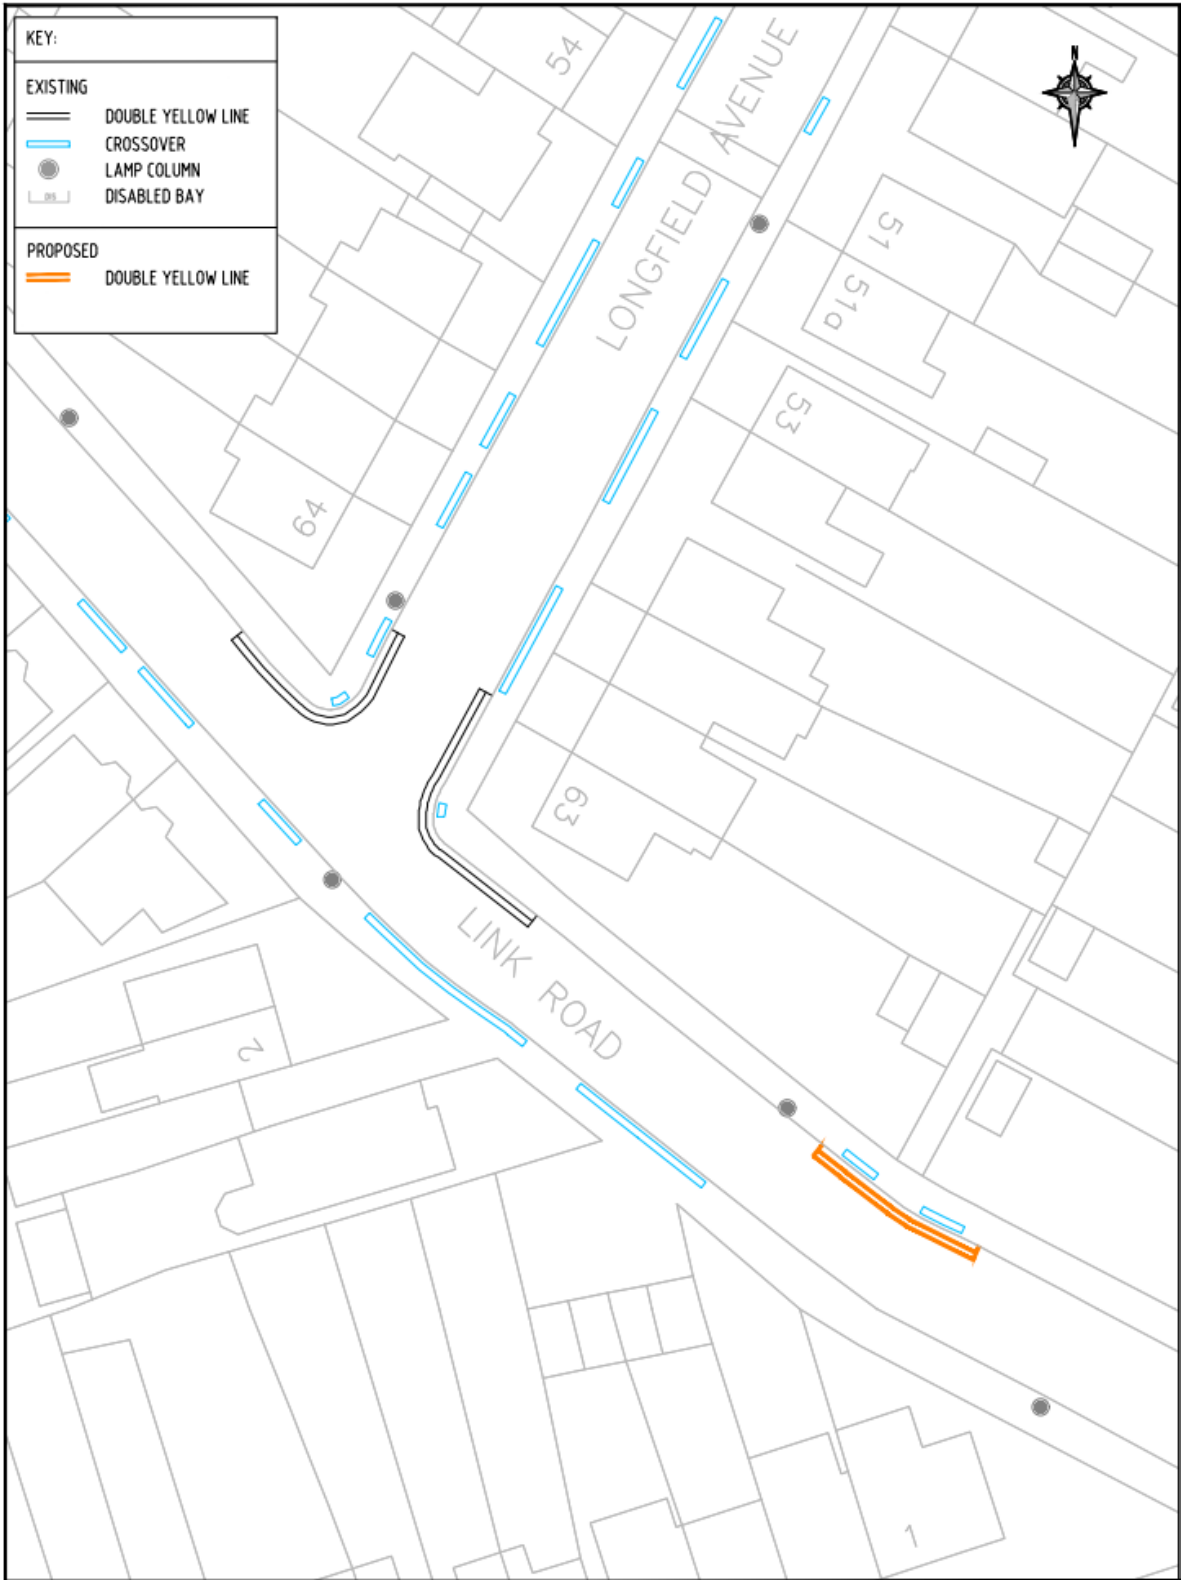 KEY:
EXISTING
DOUBLE YELLOW LINE
CROSSOVER
LAMP COLUMN
DIS
DISABLED BAY
PROPOSED
DOUBLE YELLOW LINE
N
54
LONGFIELD AVENUE
51
51a
53
64
63
LINK ROAD
2
1